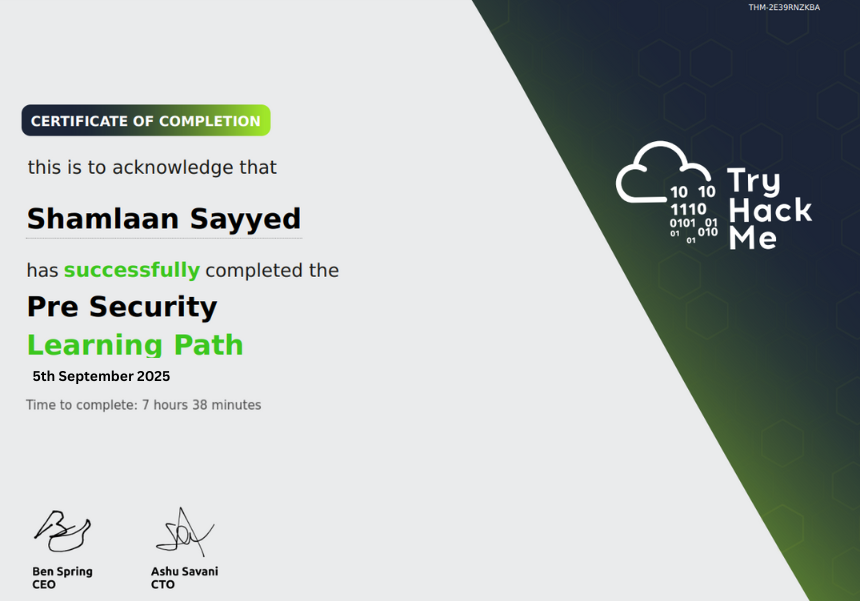 THM-2E39RNZKBA
CERTIFICATE OF COMPLETION
this is to acknowledge that
Shamlaan Sayyed
has successfully completed the
Pre Security
Learning Path
5th September 2025
Time to complete: 7 hours 38 minutes
10 10
1110
0101 01
01 010
01
Try
Hack
Me
Ben Spring
CEO
Ashu Savani
CTO